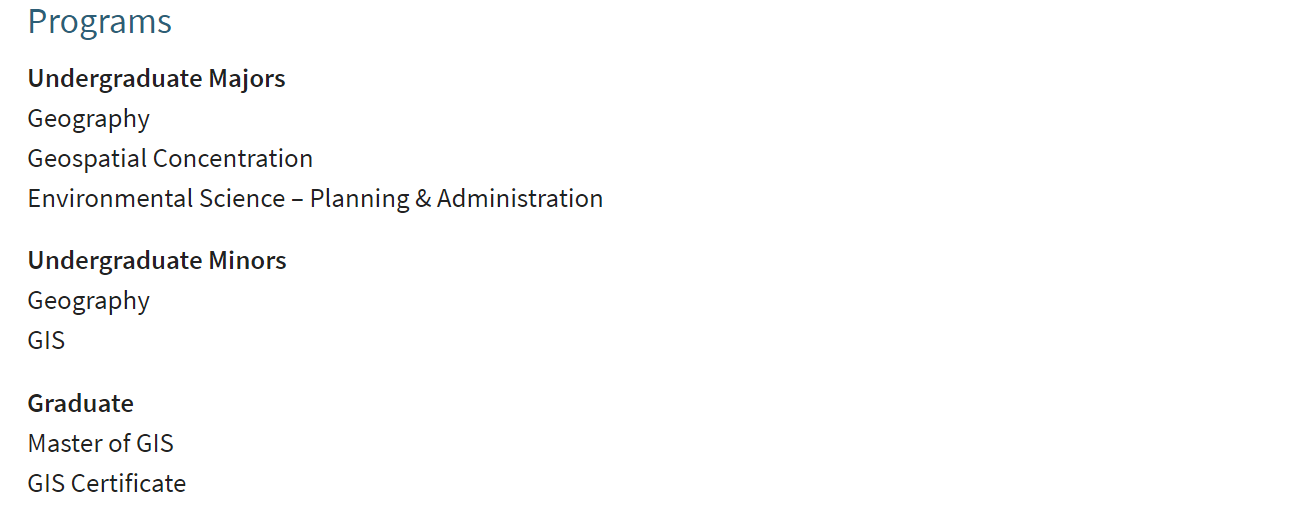 Programs
Undergraduate Majors
Geography
Geospatial Concentration
Environmental Science – Planning & Administration
Undergraduate Minors
Geography
GIS
Graduate
Master of GIS
GIS Certificate